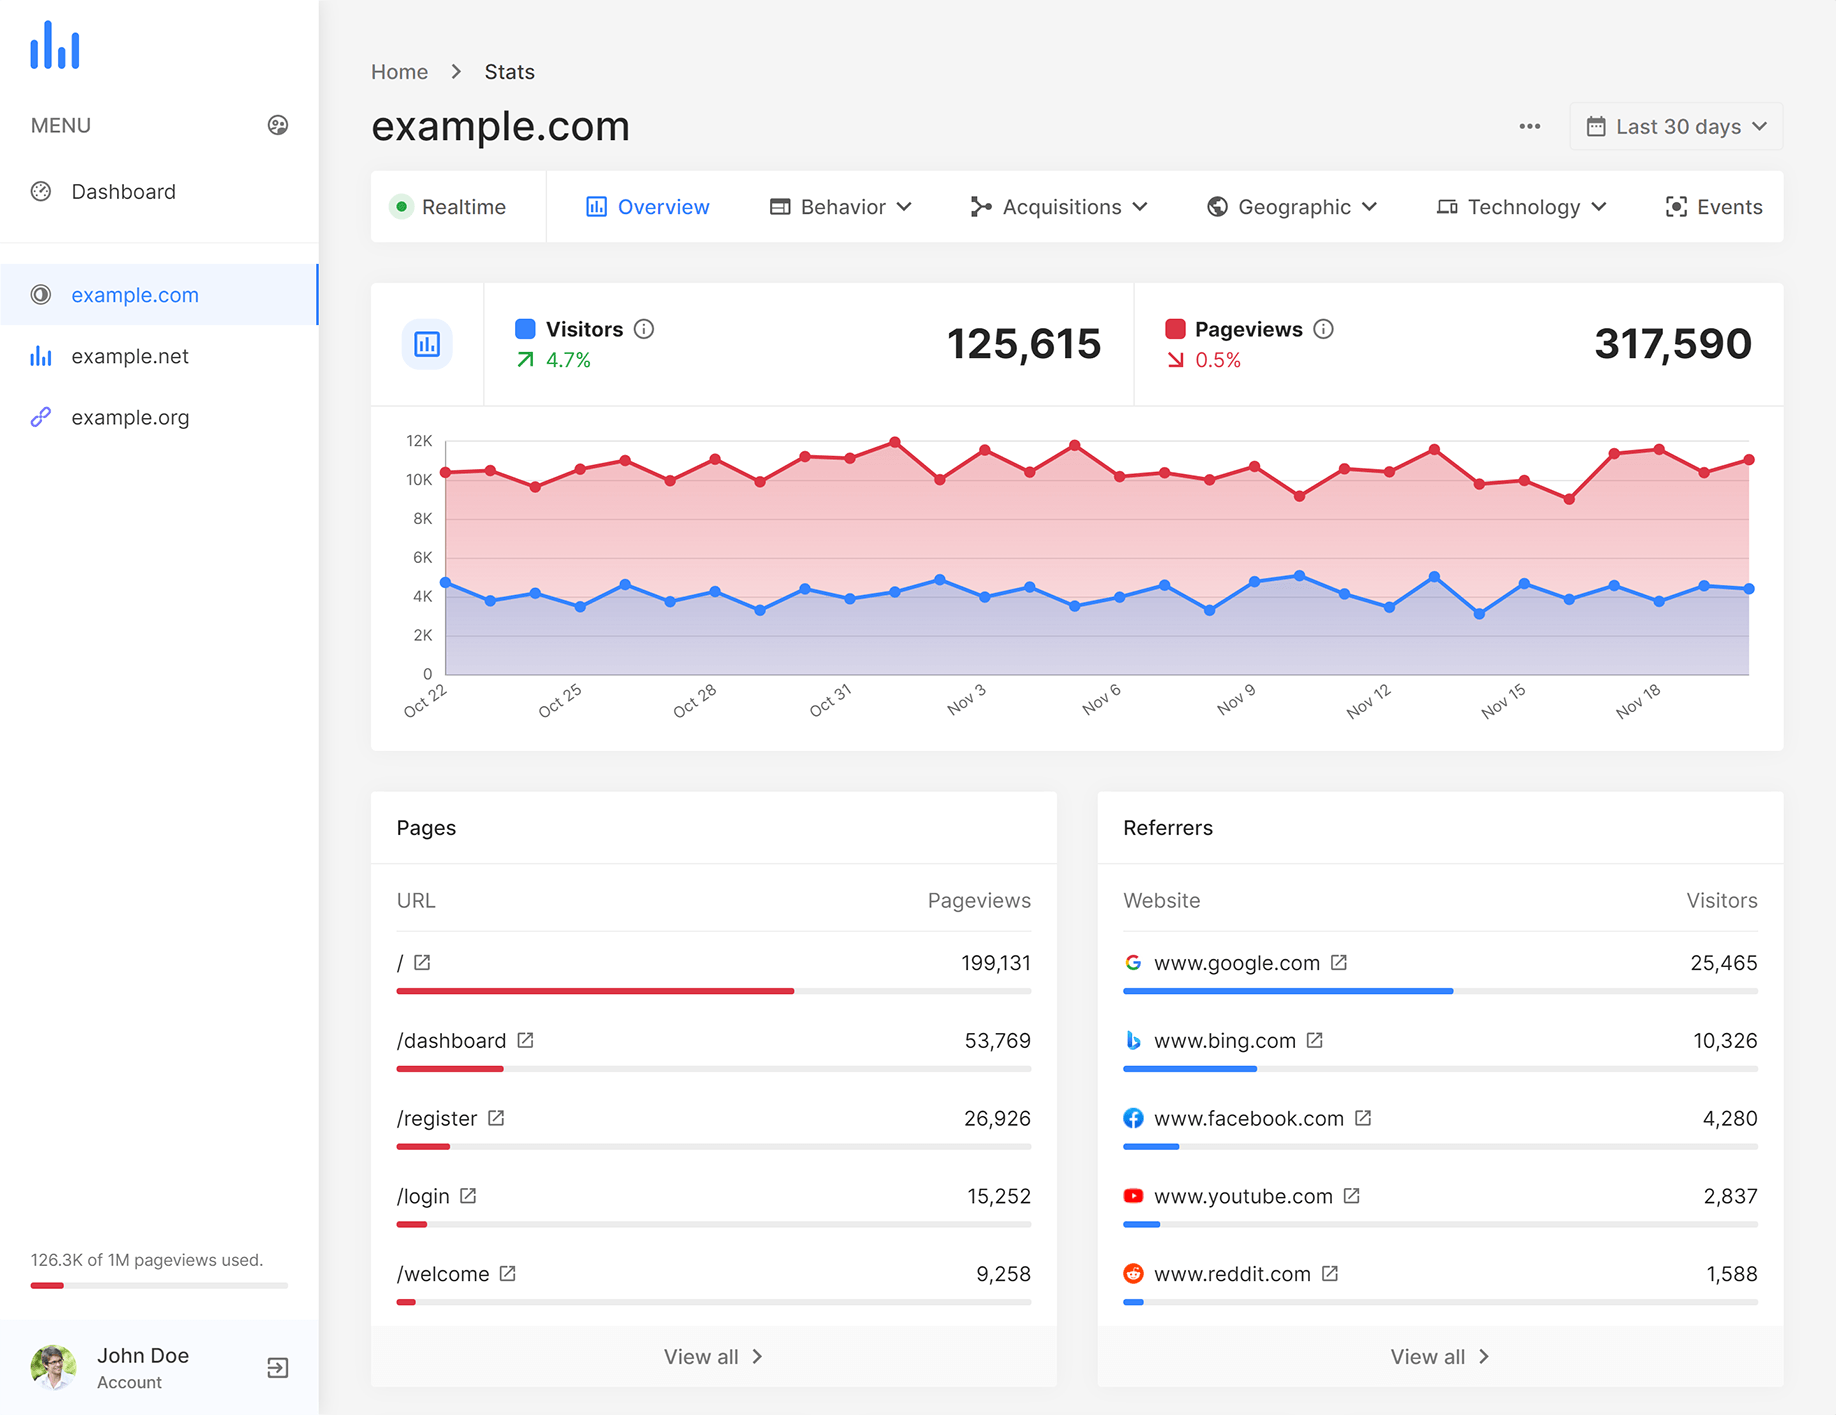 MENU
Dashboard
example.com
example.net
example.org
126.3K of 1M pageviews used.
John Doe
Account
Home > Stats
example.com
Last 30 days
Realtime Overview Behavior Acquisitions Geographic Technology Events
Visitors 125,615
4.7%
Pageviews 317,590
0.5%
12K
10K
8K
6K
4K
2K
0
Oct 22 Oct 25 Oct 28 Oct 31 Nov 3 Nov 6 Nov 9 Nov 12 Nov 15 Nov 18
Pages
URL Pageviews
/ 199,131
/dashboard 53,769
/register 26,926
/login 15,252
/welcome 9,258
View all
Referrers
Website Visitors
www.google.com 25,465
www.bing.com 10,326
www.facebook.com 4,280
www.youtube.com 2,837
www.reddit.com 1,588
View all